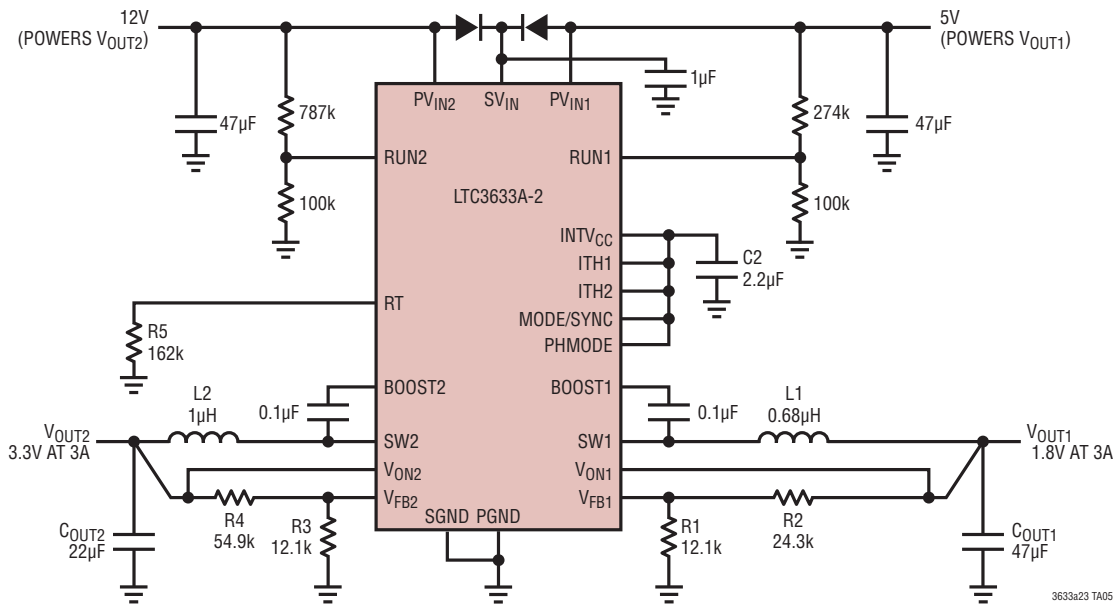 12V
(POWERS VOUT2)
5V
(POWERS VOUT1)
47µF
787k
100k
PVIN2
SVIN
PVIN1
1µF
274k
47µF
100k
RUN2
RUN1
LTC3633A-2
INTVCC
ITH1
ITH2
MODE/SYNC
PHMODE
C2
2.2µF
RT
R5
162k
BOOST2
BOOST1
L2
1µH
0.1µF
0.1µF
L1
0.68µH
VOUT2
3.3V AT 3A
SW2
SW1
VOUT1
1.8V AT 3A
VON2
VON1
VFB2
VFB1
R4
54.9k
R3
12.1k
SGND PGND
R1
12.1k
R2
24.3k
COUT2
22µF
COUT1
47µF
3633a23 TA05